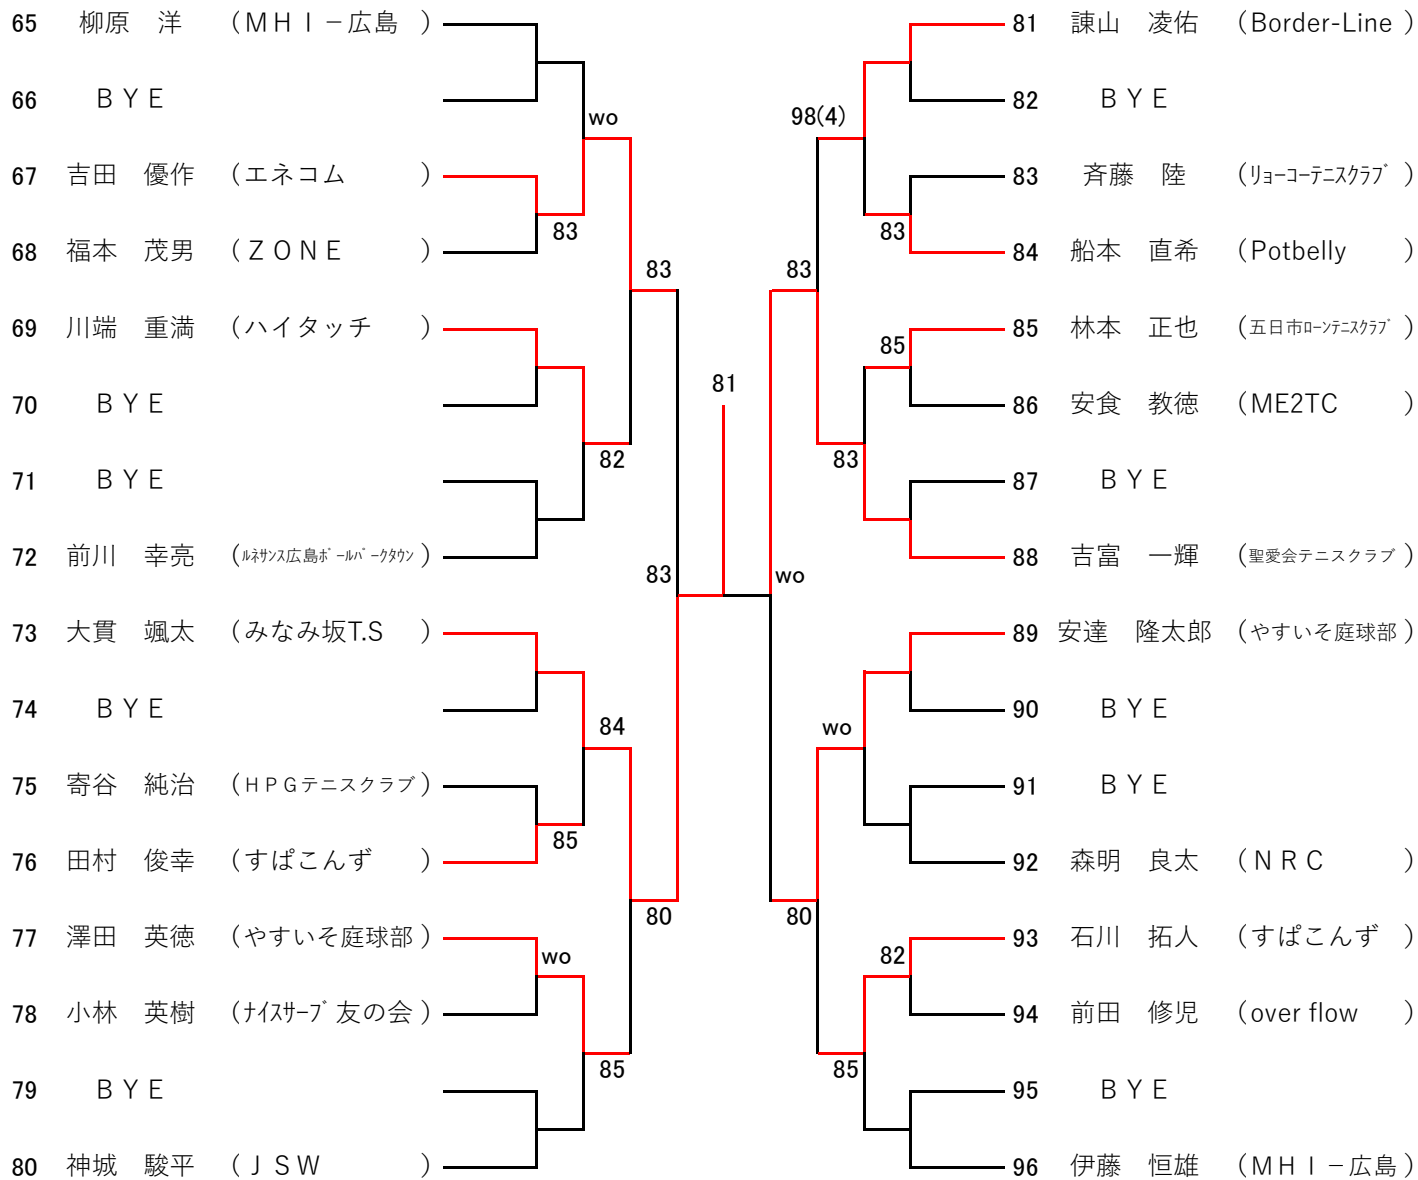 65 柳原　洋 （ＭＨＩ－広島 ）
66 ＢＹＥ
67 吉田　優作 （エネコム ）
68 福本　茂男 （ＺＯＮＥ ）
69 川端　重満 （ハイタッチ ）
70 ＢＹＥ
71 ＢＹＥ
72 前川　幸亮 （ﾙﾈｻﾝｽ広島ﾎﾞｰﾙﾊﾟｰｸﾀｳﾝ ）
73 大貫　颯太 （みなみ坂T.S ）
74 ＢＹＥ
75 寄谷　純治 （ＨＰＧテニスクラブ ）
76 田村　俊幸 （すぱこんず ）
77 澤田　英徳 （やすいそ庭球部 ）
78 小林　英樹 （ﾅｲｽｻｰﾌﾞ友の会 ）
79 ＢＹＥ
80 神城　駿平 （ＪＳＷ ）
wo
83
83
82
83
84
85
80
wo
85
81
81 諌山　凌佑 （Border-Line ）
82 ＢＹＥ
83 斉藤　陸 （ﾘｮｰｺｰﾃﾆｽｸﾗﾌﾞ ）
84 船本　直希 （Potbelly ）
85 林本　正也 （五日市ﾛｰﾝﾃﾆｽｸﾗﾌﾞ ）
86 安食　教徳 （ME2TC ）
87 ＢＹＥ
88 吉富　一輝 （聖愛会テニスクラブ ）
89 安達　隆太郎 （やすいそ庭球部 ）
90 ＢＹＥ
91 ＢＹＥ
92 森明　良太 （ＮＲＣ ）
93 石川　拓人 （すぱこんず ）
94 前田　修児 （over flow ）
95 ＢＹＥ
96 伊藤　恒雄 （ＭＨＩ－広島 ）
98(4)
83
83
85
83
wo
wo
80
82
85